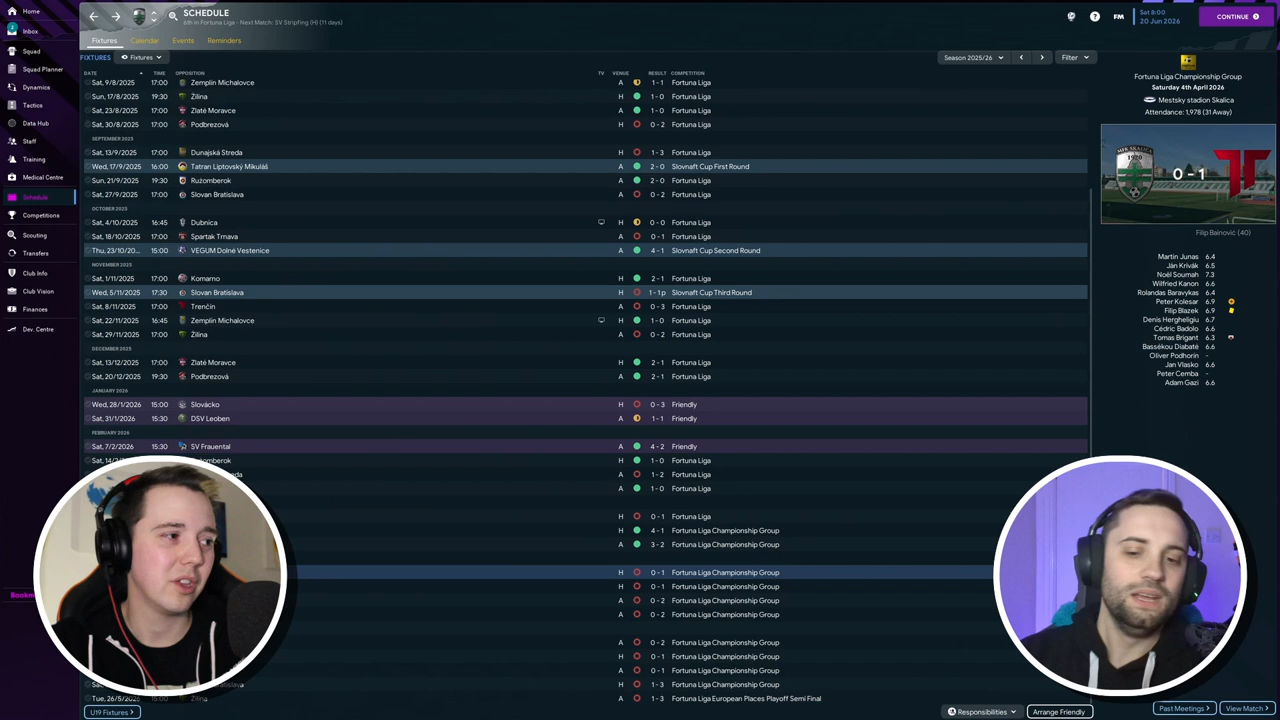 Home
Inbox
Squad
Squad Planner
Dynamics
Tactics
Data Hub
Staff
Training
Medical Centre
Schedule
Competitions
Scouting
Transfers
Club Info
Club Vision
Finances
Dev. Centre
SCHEDULE
6th in Fortuna Liga - Next Match: SV Stripfing (H) (11 days)
FM
Sat 8:00
20 Jun 2026
CONTINUE
Fixtures Calendar Events Reminders
FIXTURES Fixtures Season 2025/26 Filter
DATE TIME OPPOSITION TV VENUE RESULT COMPETITION
Sat, 9/8/2025 17:00 Zemplin Michalovce A 1 - 1 Fortuna Liga
Sun, 17/8/2025 19:30 Žilina H 1 - 0 Fortuna Liga
Sat, 23/8/2025 17:00 Zlaté Moravce A 1 - 0 Fortuna Liga
Sat, 30/8/2025 17:00 Podbrezová H 0 - 2 Fortuna Liga
SEPTEMBER 2025
Sat, 13/9/2025 17:00 Dunajská Streda H 1 - 3 Fortuna Liga
Wed, 17/9/2025 16:00 Tatran Liptovský Mikuláš A 2 - 0 Slovnaft Cup First Round
Sun, 21/9/2025 19:30 Ružomberok A 2 - 0 Fortuna Liga
Sat, 27/9/2025 17:00 Slovan Bratislava A 0 - 2 Fortuna Liga
OCTOBER 2025
Sat, 4/10/2025 16:45 Dubnica H 0 - 0 Fortuna Liga
Sat, 18/10/2025 17:00 Spartak Trnava A 0 - 1 Fortuna Liga
Thu, 23/10/20... 15:00 VEGUM Dolné Vestenice A 4 - 1 Slovnaft Cup Second Round
NOVEMBER 2025
Sat, 1/11/2025 17:00 Komarno H 2 - 1 Fortuna Liga
Wed, 5/11/2025 17:30 Slovan Bratislava H 1 - 1 p Slovnaft Cup Third Round
Sat, 8/11/2025 17:00 Trenčín A 0 - 3 Fortuna Liga
Sat, 22/11/2025 16:45 Zemplin Michalovce H 1 - 0 Fortuna Liga
Sat, 29/11/2025 17:00 Žilina A 0 - 2 Fortuna Liga
DECEMBER 2025
Sat, 13/12/2025 17:00 Zlaté Moravce H 2 - 1 Fortuna Liga
Sat, 20/12/2025 19:30 Podbrezová A 2 - 1 Fortuna Liga
JANUARY 2026
Wed, 28/1/2026 15:00 Slovácko H 0 - 3 Friendly
Sat, 31/1/2026 15:30 DSV Leoben A 1 - 1 Friendly
FEBRUARY 2026
Sat, 7/2/2026 15:30 SV Frauental A 4 - 2 Friendly
Sat, 14/2 H 1 - 0 Fortuna Liga
A 1 - 2 Fortuna Liga
A 1 - 0 Fortuna Liga
H 0 - 1 Fortuna Liga
H 4 - 1 Fortuna Liga Championship Group
A 3 - 2 Fortuna Liga Championship Group
H 0 - 1 Fortuna Liga Championship Group
H 0 - 1 Fortuna Liga Championship Group
A 0 - 2 Fortuna Liga Championship Group
A 0 - 2 Fortuna Liga Championship Group
A 0 - 2 Fortuna Liga Championship Group
H 0 - 1 Fortuna Liga Championship Group
A 0 - 1 Fortuna Liga Championship Group
H 1 - 3 Fortuna Liga Championship Group
Tue, 26/5/ 15:00 Žilina A 1 - 3 Fortuna Liga European Places Playoff Semi Final
U19 Fixtures
Responsibilities
Arrange Friendly
Fortuna Liga Championship Group
Saturday 4th April 2026
Mestsky stadion Skalica
Attendance: 1,978 (31 Away)
MFK SKALICA
1920
0 - 1
Filip Bainović (40)
Martin Junas 6.4
Ján Krivák 6.5
Noël Soumah 7.3
Wilfried Kanon 6.6
Rolandas Baravykas 6.4
Peter Kolesar 6.9
Filip Blazek 6.9
Denis Hergheligiu 6.7
Cédric Badolo 6.6
Tomas Brigant 6.3
Bassékou Diabaté 6.6
Oliver Podhorin -
Jan Vlasko 6.6
Peter Cemba -
Adam Gazi 6.6
Past Meetings
View Match